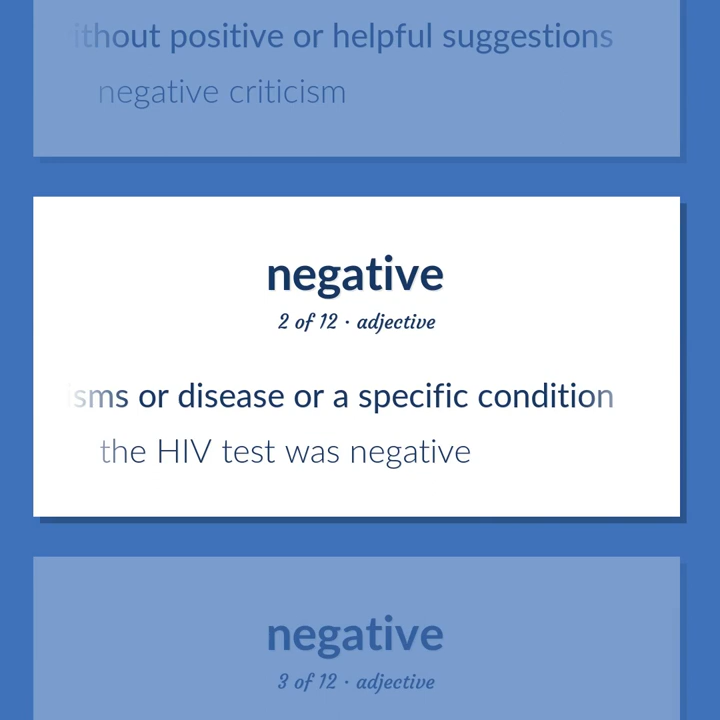 ithout positive or helpful suggestions
negative criticism
negative
2 of 12 · adjective
isms or disease or a specific condition
the HIV test was negative
negative
3 of 12 · adjective